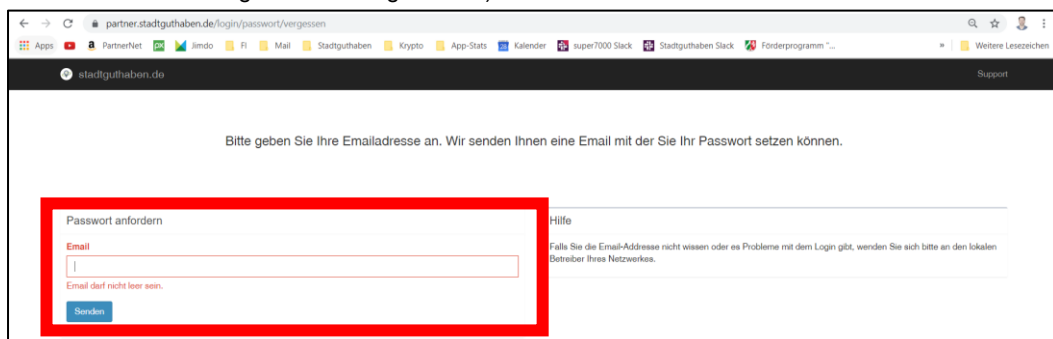 partner.stadtguthaben.de/login/passwort/vergessen
Apps a PartnerNet px Jimdo FI Mail Stadtguthaben Krypto App-Stats 28 Kalender super7000 Slack Stadtguthaben Slack Förderprogramm "... » Weitere Lesezeichen
stadtguthaben.de Support
Bitte geben Sie Ihre Emailadresse an. Wir senden Ihnen eine Email mit der Sie Ihr Passwort setzen können.
Passwort anfordern
Email
Email darf nicht leer sein.
Senden
Hilfe
Falls Sie die Email-Addresse nicht wissen oder es Probleme mit dem Login gibt, wenden Sie sich bitte an den lokalen
Betreiber Ihres Netzwerkes.